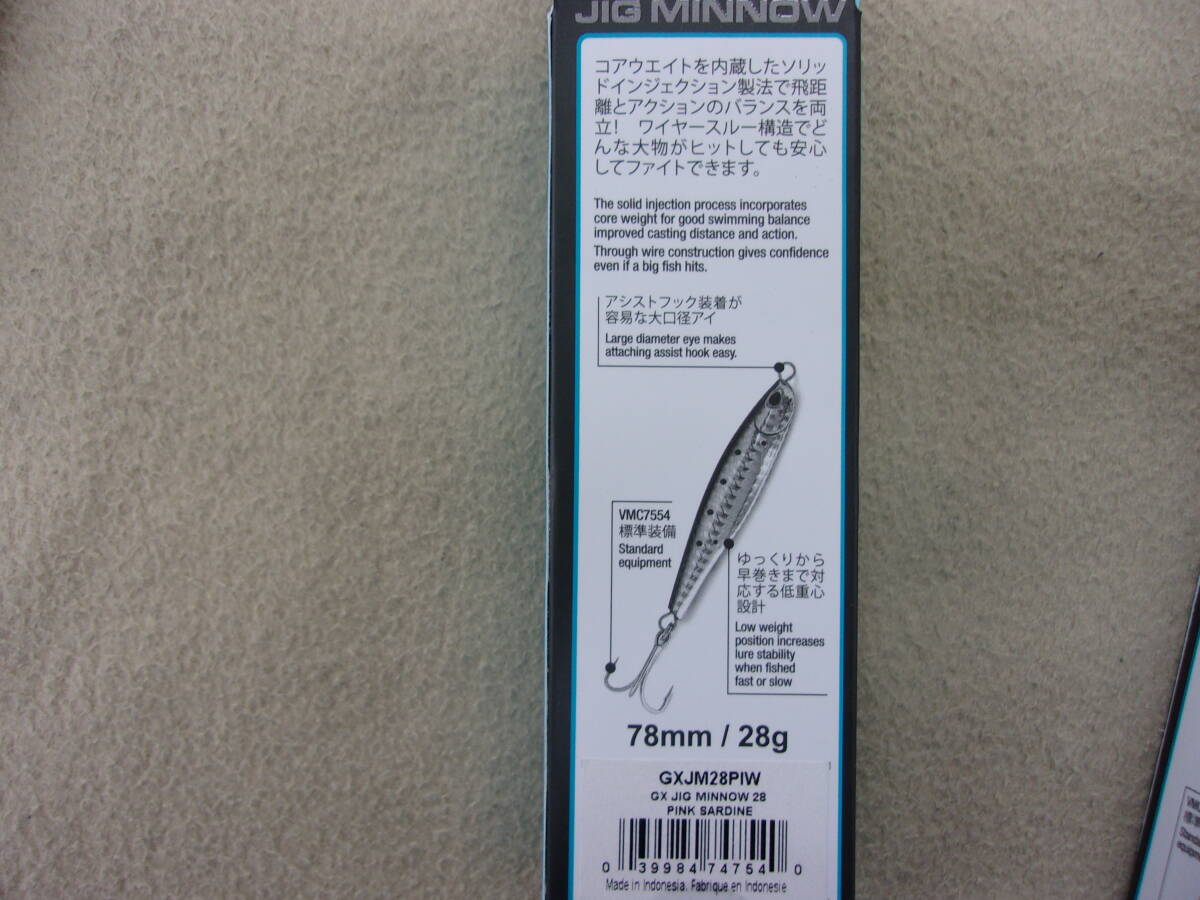 JIG MINNOW
コアウエイトを内蔵したソリッ
ドインジェクション製法で飛距
離とアクションのバランスを両
立! ワイヤースルー構造でど
んな大物がヒットしても安心
してファイトできます。
The solid injection process incorporates
core weight for good swimming balance
improved casting distance and action.
Through wire construction gives confidence
even if a big fish hits.
アシストフック装着が
容易な大口径アイ
Large diameter eye makes
attaching assist hook easy.
VMC7554
標準装備
Standard
equipment
ゆっくりから
早巻きまで対
応する低重心
設計
Low weight
position increases
lure stability
when fished
fast or slow
78mm / 28g
GXJM28PIW
GX JIG MINNOW 28
PINK SARDINE
0 39984 74754 0
Made in Indonesia. Fabrique en Indonesie